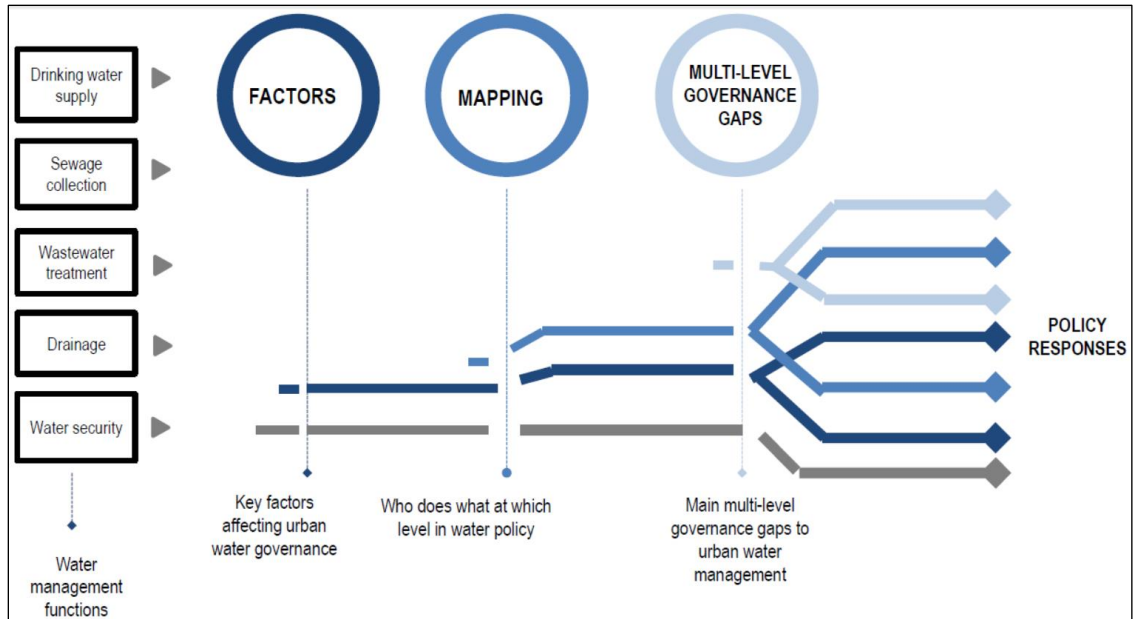 Drinking water
supply
Sewage
collection
Wastewater
treatment
Drainage
Water security
Water
management
functions
FACTORS
Key factors
affecting urban
water governance
MAPPING
Who does what at which
level in water policy
MULTI-LEVEL
GOVERNANCE
GAPS
Main multi-level
governance gaps to
urban water
management
POLICY
RESPONSES